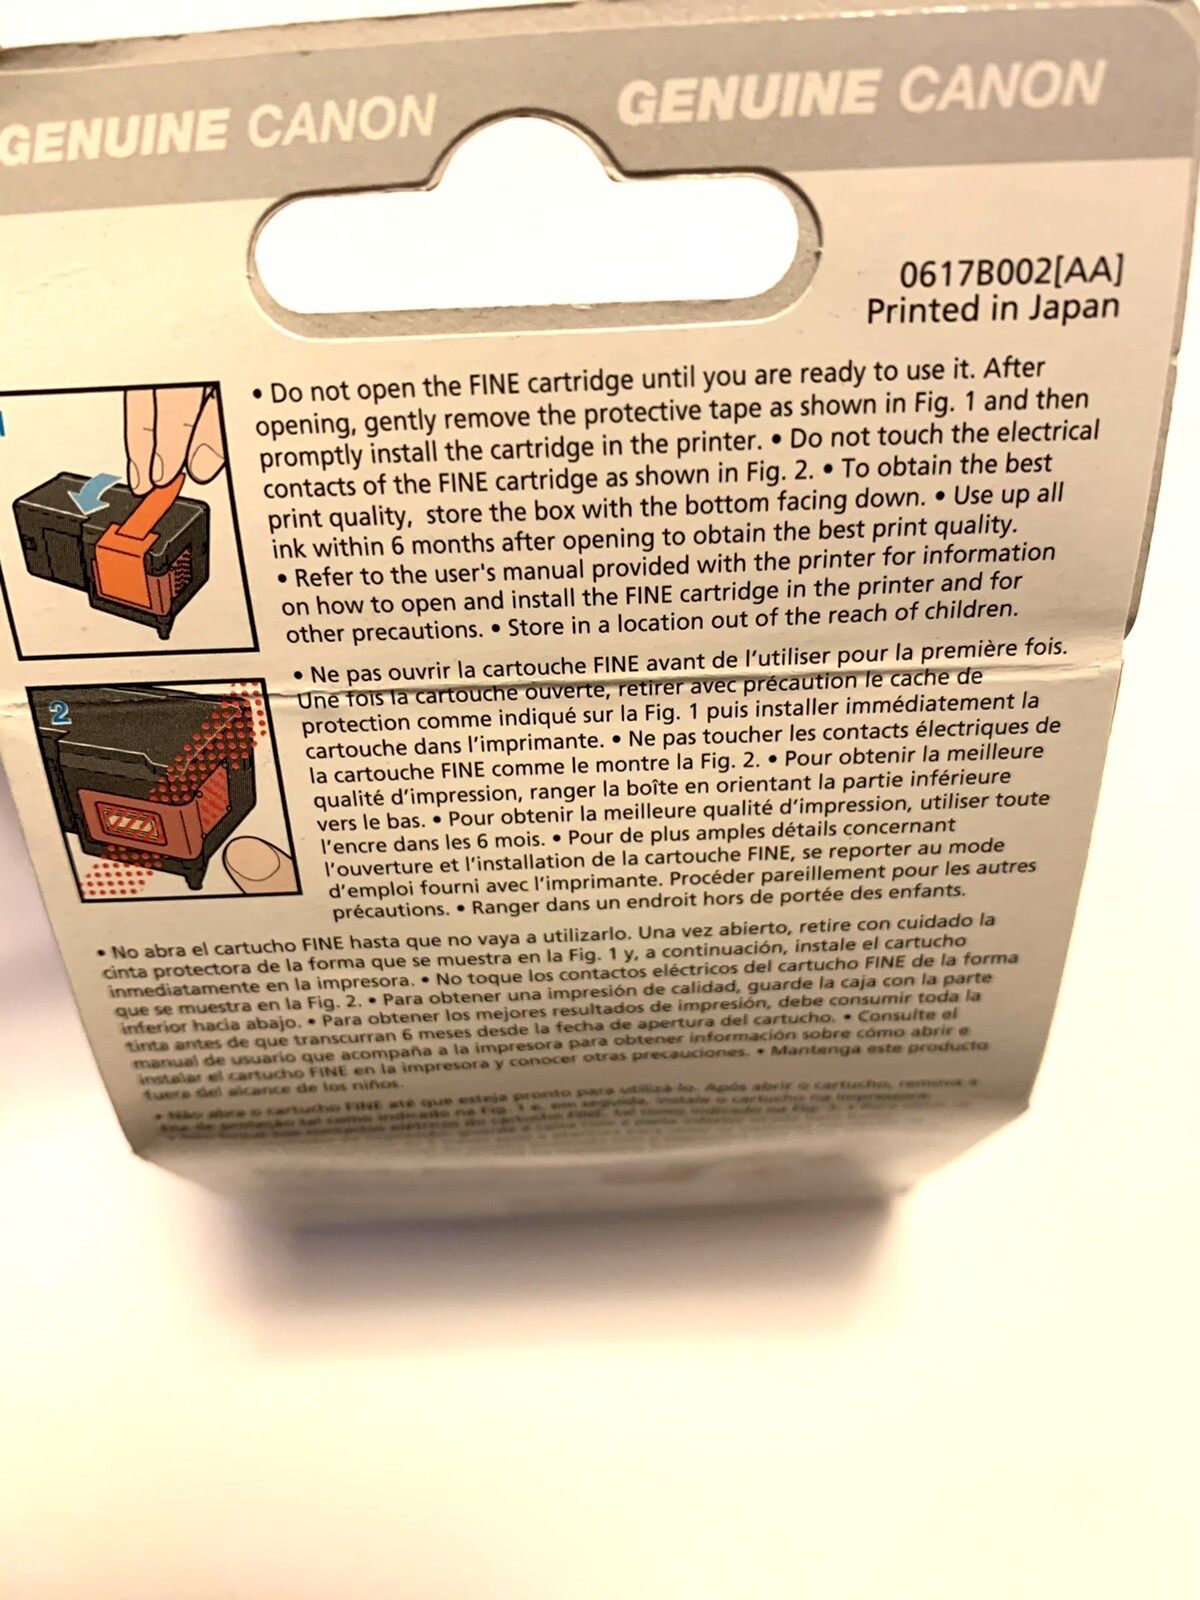 GENUINE CANON
GENUINE CANON
0617B002[AA]
Printed in Japan
1
• Do not open the FINE cartridge until you are ready to use it. After
opening, gently remove the protective tape as shown in Fig. 1 and then
promptly install the cartridge in the printer. • Do not touch the electrical
contacts of the FINE cartridge as shown in Fig. 2. • To obtain the best
print quality, store the box with the bottom facing down. • Use up all
ink within 6 months after opening to obtain the best print quality.
• Refer to the user's manual provided with the printer for information
on how to open and install the FINE cartridge in the printer and for
other precautions. • Store in a location out of the reach of children.
2
• Ne pas ouvrir la cartouche FINE avant de l'utiliser pour la première fois.
Une fois la cartouche ouverte, retirer avec précaution le cache de
protection comme indiqué sur la Fig. 1 puis installer immédiatement la
cartouche dans l'imprimante. • Ne pas toucher les contacts électriques de
la cartouche FINE comme le montre la Fig. 2. • Pour obtenir la meilleure
qualité d'impression, ranger la boîte en orientant la partie inférieure
vers le bas. • Pour obtenir la meilleure qualité d'impression, utiliser toute
l'encre dans les 6 mois. • Pour de plus amples détails concernant
l'ouverture et l'installation de la cartouche FINE, se reporter au mode
d'emploi fourni avec l'imprimante. Procéder pareillement pour les autres
précautions. • Ranger dans un endroit hors de portée des enfants.
• No abra el cartucho FINE hasta que no vaya a utilizarlo. Una vez abierto, retire con cuidado la
cinta protectora de la forma que se muestra en la Fig. 1 y, a continuación, instale el cartucho
inmediatamente en la impresora. • No toque los contactos eléctricos del cartucho FINE de la forma
que se muestra en la Fig. 2. • Para obtener una impresión de calidad, guarde la caja con la parte
inferior hacia abajo. • Para obtener los mejores resultados de impresión, debe consumir toda la
tinta antes de que transcurran 6 meses desde la fecha de apertura del cartucho. • Consulte el
manual de usuario que acompaña a la impresora para obtener información sobre cómo abrir e
instalar el cartucho FINE en la impresora y conocer otras precauciones. • Mantenga este producto
fuera del alcance de los niños.
• Não abra o cartucho FINE até que esteja pronto para utilizá-lo. Após abrir o cartucho, remova a
fita de proteção tal como indicado na Fig. 1 e, em seguida, instale o cartucho na impressora.